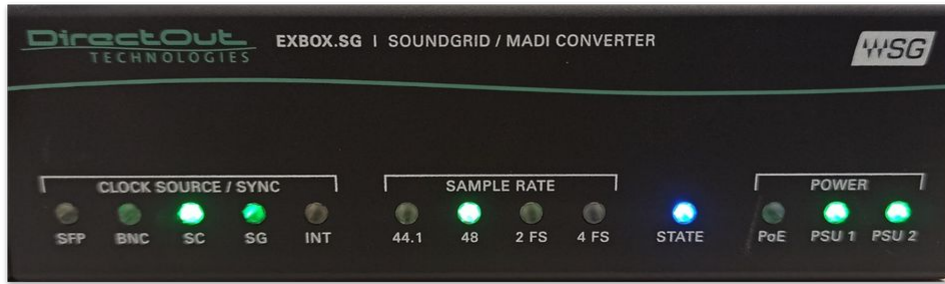 DirectOut
TECHNOLOGIES
EXBOX.SG | SOUNDGRID / MADI CONVERTER
WSG
CLOCK SOURCE / SYNC
SAMPLE RATE
POWER
SFP BNC SC SG INT 44.1 48 2 FS 4 FS STATE PoE PSU 1 PSU 2